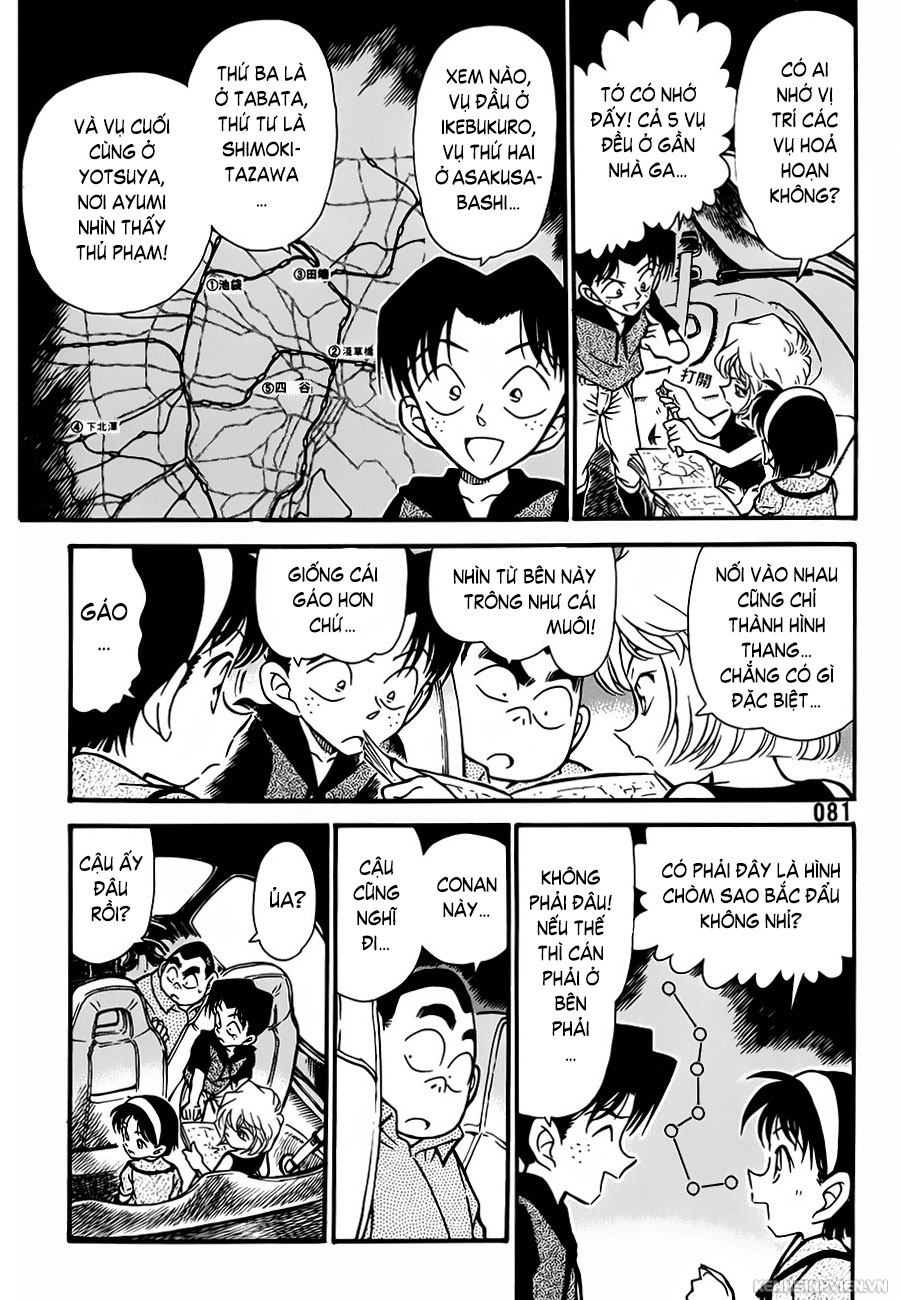 CÓ AI
NHỚ VỊ
TRÍ CÁC
VỤ HOẢ
HOẠN
KHÔNG?
TỚ CÓ NHỚ
ĐẤY! CẢ 5 VỤ
ĐỀU Ở GẦN
NHÀ GA...
打開
XEM NÀO,
VỤ ĐẦU Ở
IKEBUKURO,
VỤ THỨ HAI
Ở ASAKUSA-
BASHI...
THỨ BA LÀ
Ở TABATA,
THỨ TƯ LÀ
SHIMOKI-
TAZAWA
...
VÀ VỤ CUỐI
CÙNG Ở
YOTSUYA,
NƠI AYUMI
NHÌN THẤY
THỦ PHẠM!
③田端
①池袋
②浅草橋
⑤四谷
④下北澤
NỐI VÀO NHAU
CŨNG CHỈ
THÀNH HÌNH
THANG...
CHẲNG CÓ GÌ
ĐẶC BIỆT...
NHÌN TỪ BÊN NÀY
TRÔNG NHƯ CÁI
MUÔI!
GIỐNG CÁI
GÁO HƠN
CHỨ...
GÁO
...
081
CÓ PHẢI ĐÂY LÀ HÌNH
CHÒM SAO BẮC ĐẨU
KHÔNG NHỈ?
KHÔNG
PHẢI ĐÂU!
NẾU THẾ
THÌ CÁN
PHẢI Ở
BÊN
PHẢI
...
CONAN
NÀY...
CẬU
CŨNG
NGHĨ
ĐI...
ỦA?
CẬU ẤY
ĐÂU
RỒI?
KENHSINHVIEN.VN